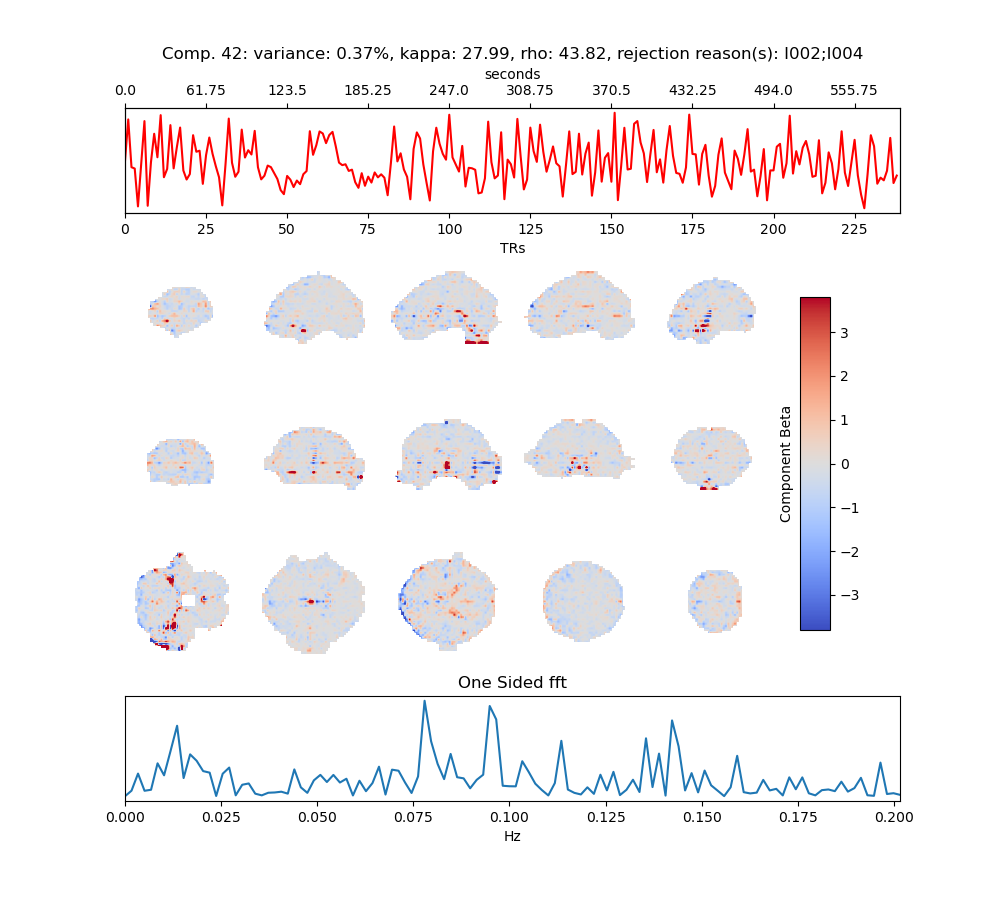 Comp. 42: variance: 0.37%, kappa: 27.99, rho: 43.82, rejection reason(s): I002;I004
seconds
0.0 61.75 123.5 185.25 247.0 308.75 370.5 432.25 494.0 555.75
0 25 50 75 100 125 150 175 200 225
TRs
3
2
1
0
−1
−2
−3
Component Beta
One Sided fft
0.000 0.025 0.050 0.075 0.100 0.125 0.150 0.175 0.200
Hz